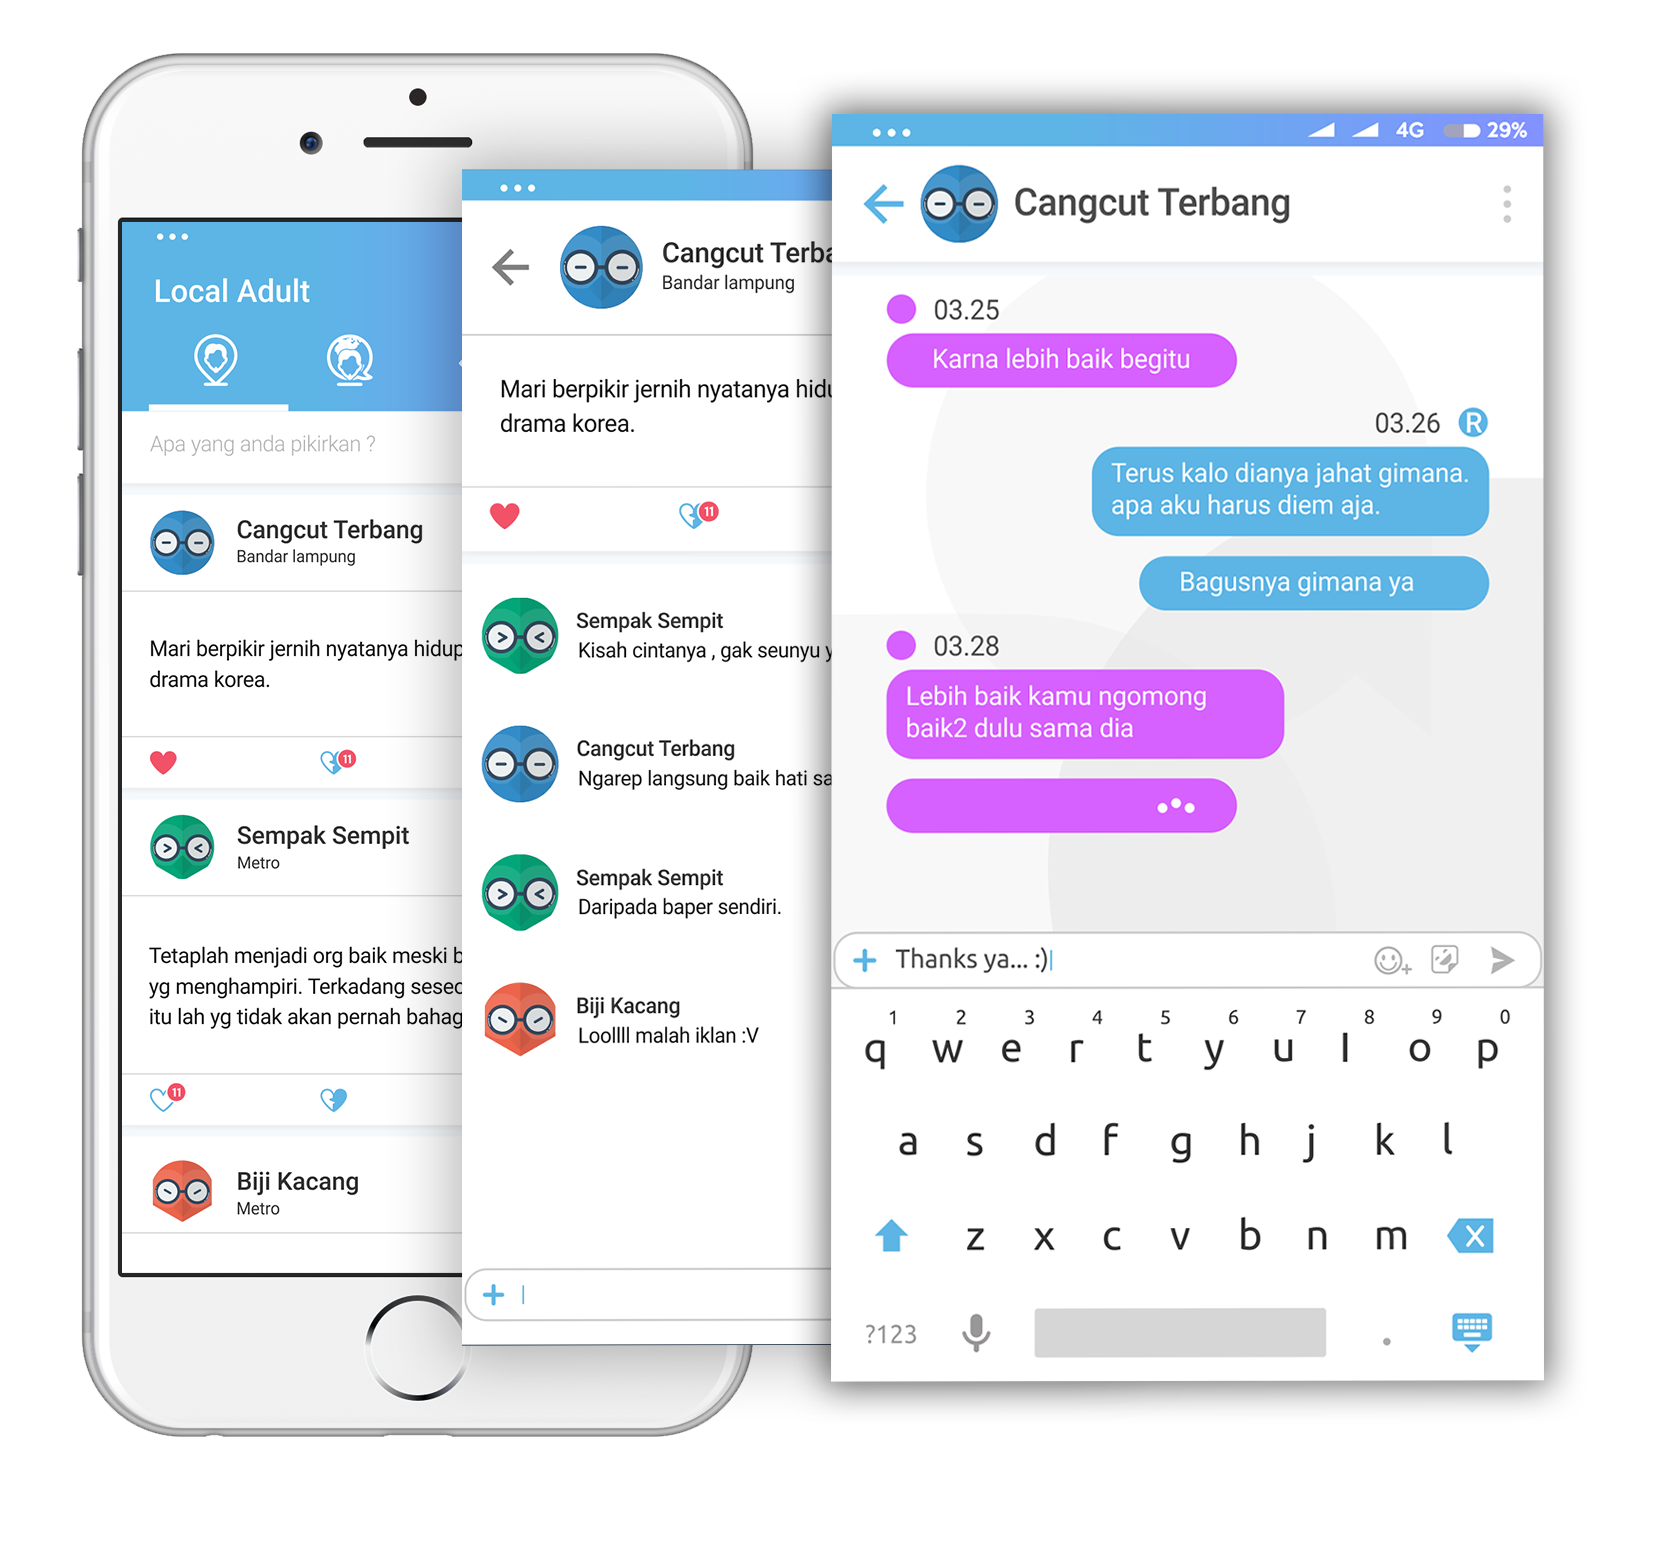 Local Adult
Apa yang anda pikirkan ?
Cangcut Terbang
Bandar lampung
Mari berpikir jernih nyatanya hidup
drama korea.
11
Sempak Sempit
Metro
Tetaplah menjadi org baik meski b
yg menghampiri. Terkadang seseo
itu lah yg tidak akan pernah bahag
11
Biji Kacang
Metro
Cangcut Terba
Bandar lampung
Mari berpikir jernih nyatanya hidu
drama korea.
11
Sempak Sempit
Kisah cintanya , gak seunyu y
Cangcut Terbang
Ngarep langsung baik hati sa
Sempak Sempit
Daripada baper sendiri.
Biji Kacang
Loollll malah iklan :V
4G 29%
Cangcut Terbang
03.25
Karna lebih baik begitu
03.26 R
Terus kalo dianya jahat gimana.
apa aku harus diem aja.
Bagusnya gimana ya
03.28
Lebih baik kamu ngomong
baik2 dulu sama dia
Thanks ya... :)
1 2 3 4 5 6 7 8 9 0
q w e r t y u I o p
a s d f g h j k l
z x c v b n m
?123 .